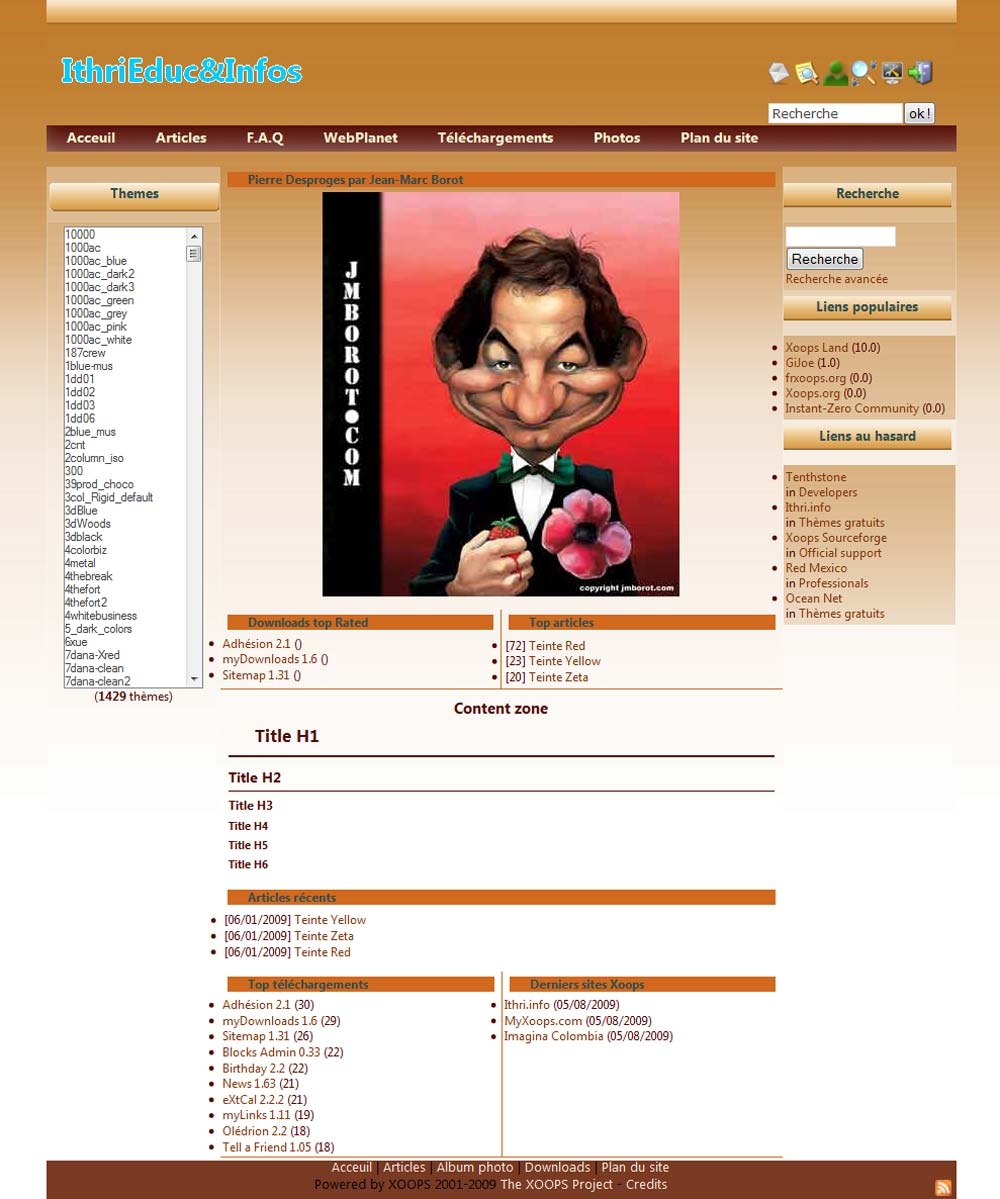 IthriEduc&Infos
Recherche ok !
Acceuil Articles F.A.Q WebPlanet Téléchargements Photos Plan du site
Themes
10000
1000ac
1000ac_blue
1000ac_dark2
1000ac_dark3
1000ac_green
1000ac_grey
1000ac_pink
1000ac_white
187crew
1blue-mus
1dd01
1dd02
1dd03
1dd06
2blue_mus
2cnt
2column_iso
300
39prod_choco
3col_Rigid_default
3dBlue
3dWoods
3dblack
4colorbiz
4metal
4thebreak
4thefort
4thefort2
4whitebusiness
5_dark_colors
6xue
7dana-Xred
7dana-clean
7dana-clean2
(1429 thèmes)
Pierre Desproges par Jean-Marc Borot
JMBOROT•COM
copyright jmborot.com
Downloads top Rated
Adhésion 2.1 ()
myDownloads 1.6 ()
Sitemap 1.31 ()
Top articles
[72] Teinte Red
[23] Teinte Yellow
[20] Teinte Zeta
Content zone
Title H1
Title H2
Title H3
Title H4
Title H5
Title H6
Articles récents
[06/01/2009] Teinte Yellow
[06/01/2009] Teinte Zeta
[06/01/2009] Teinte Red
Top téléchargements
Adhésion 2.1 (30)
myDownloads 1.6 (29)
Sitemap 1.31 (26)
Blocks Admin 0.33 (22)
Birthday 2.2 (22)
News 1.63 (21)
eXtCal 2.2.2 (21)
myLinks 1.11 (19)
Olédrion 2.2 (18)
Tell a Friend 1.05 (18)
Derniers sites Xoops
Ithri.info (05/08/2009)
MyXoops.com (05/08/2009)
Imagina Colombia (05/08/2009)
Recherche
Recherche
Recherche avancée
Liens populaires
Xoops Land (10.0)
GiJoe (1.0)
frxoops.org (0.0)
Xoops.org (0.0)
Instant-Zero Community (0.0)
Liens au hasard
Tenthstone
in Developers
Ithri.info
in Thèmes gratuits
Xoops Sourceforge
in Official support
Red Mexico
in Professionals
Ocean Net
in Thèmes gratuits
Acceuil | Articles | Album photo | Downloads | Plan du site
Powered by XOOPS 2001-2009 The XOOPS Project - Credits